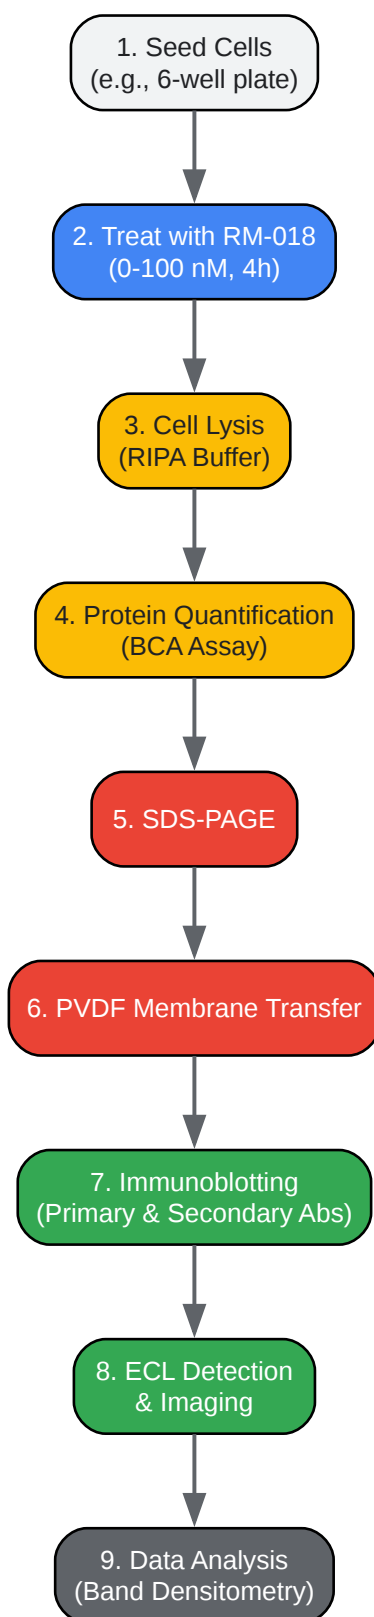 1. Seed Cells
(e.g., 6-well plate)
2. Treat with RM-018
(0-100 nM, 4h)
3. Cell Lysis
(RIPA Buffer)
4. Protein Quantification
(BCA Assay)
5. SDS-PAGE
6. PVDF Membrane Transfer
7. Immunoblotting
(Primary & Secondary Abs)
8. ECL Detection
& Imaging
9. Data Analysis
(Band Densitometry)